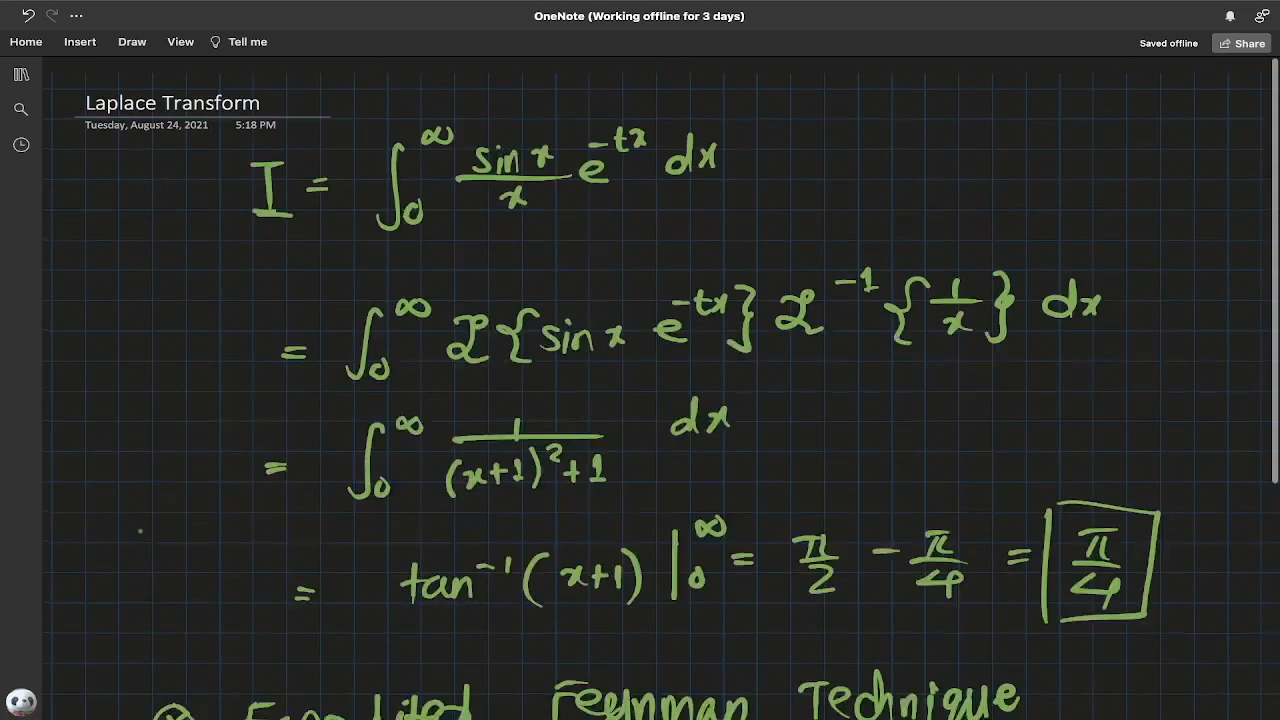 OneNote (Working offline for 3 days)
Home Insert Draw View Tell me Saved offline Share
Laplace Transform
Tuesday, August 24, 2021 5:18 PM
I = ∫₀^∞ (sin x / x) e^(-tx) dx
= ∫₀^∞ ℒ{sin x e^(-tx)} ℒ^(-1){1/x} dx
= ∫₀^∞ 1/((x+1)²+1) dx
= tan⁻¹(x+1) |₀^∞ = π/2 - π/4 = π/4
Feynman Technique